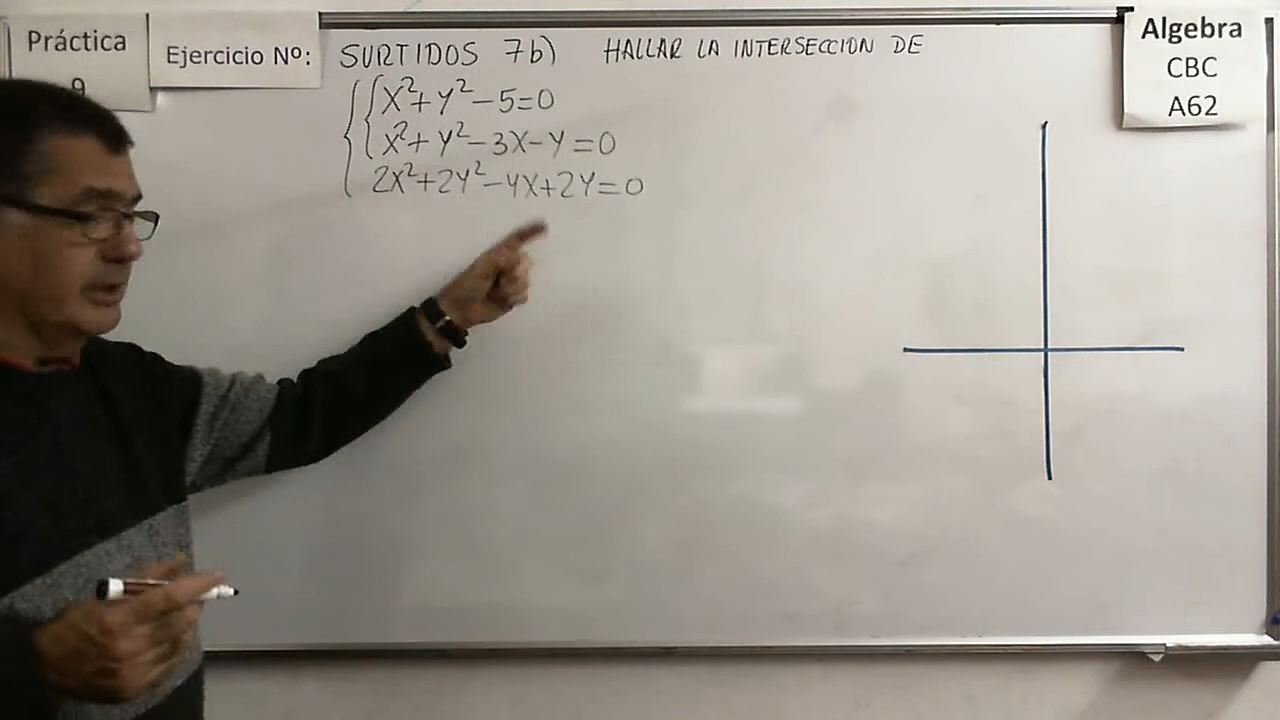 Práctica
9
Ejercicio Nº:
SURTIDOS 7b) HALLAR LA INTERSECCION DE
X²+Y²-5=0
X²+Y²-3X-Y=0
2X²+2Y²-4X+2Y=0
Algebra
CBC
A62